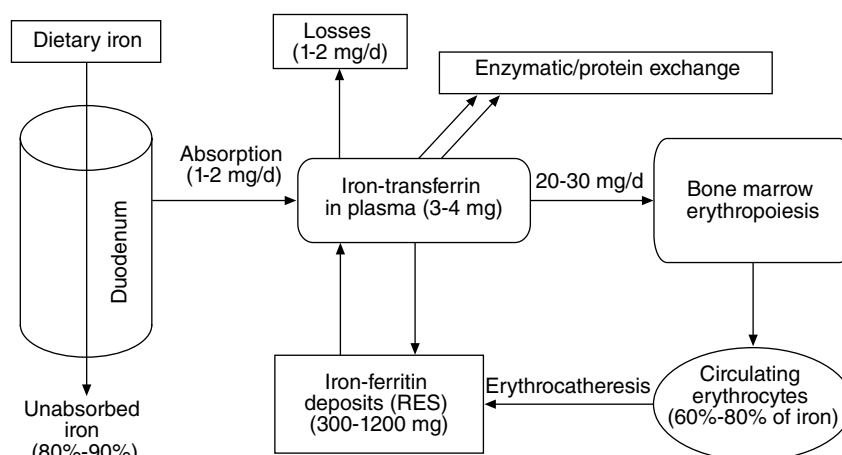 Dietary iron
Losses
(1-2 mg/d)
Enzymatic/protein exchange
Absorption
(1-2 mg/d)
Duodenum
Iron-transferrin
in plasma (3-4 mg)
20-30 mg/d
Bone marrow
erythropoiesis
Unabsorbed
iron
(80%-90%)
Iron-ferritin
deposits (RES)
(300-1200 mg)
Erythrocatheresis
Circulating
erythrocytes
(60%-80% of iron)